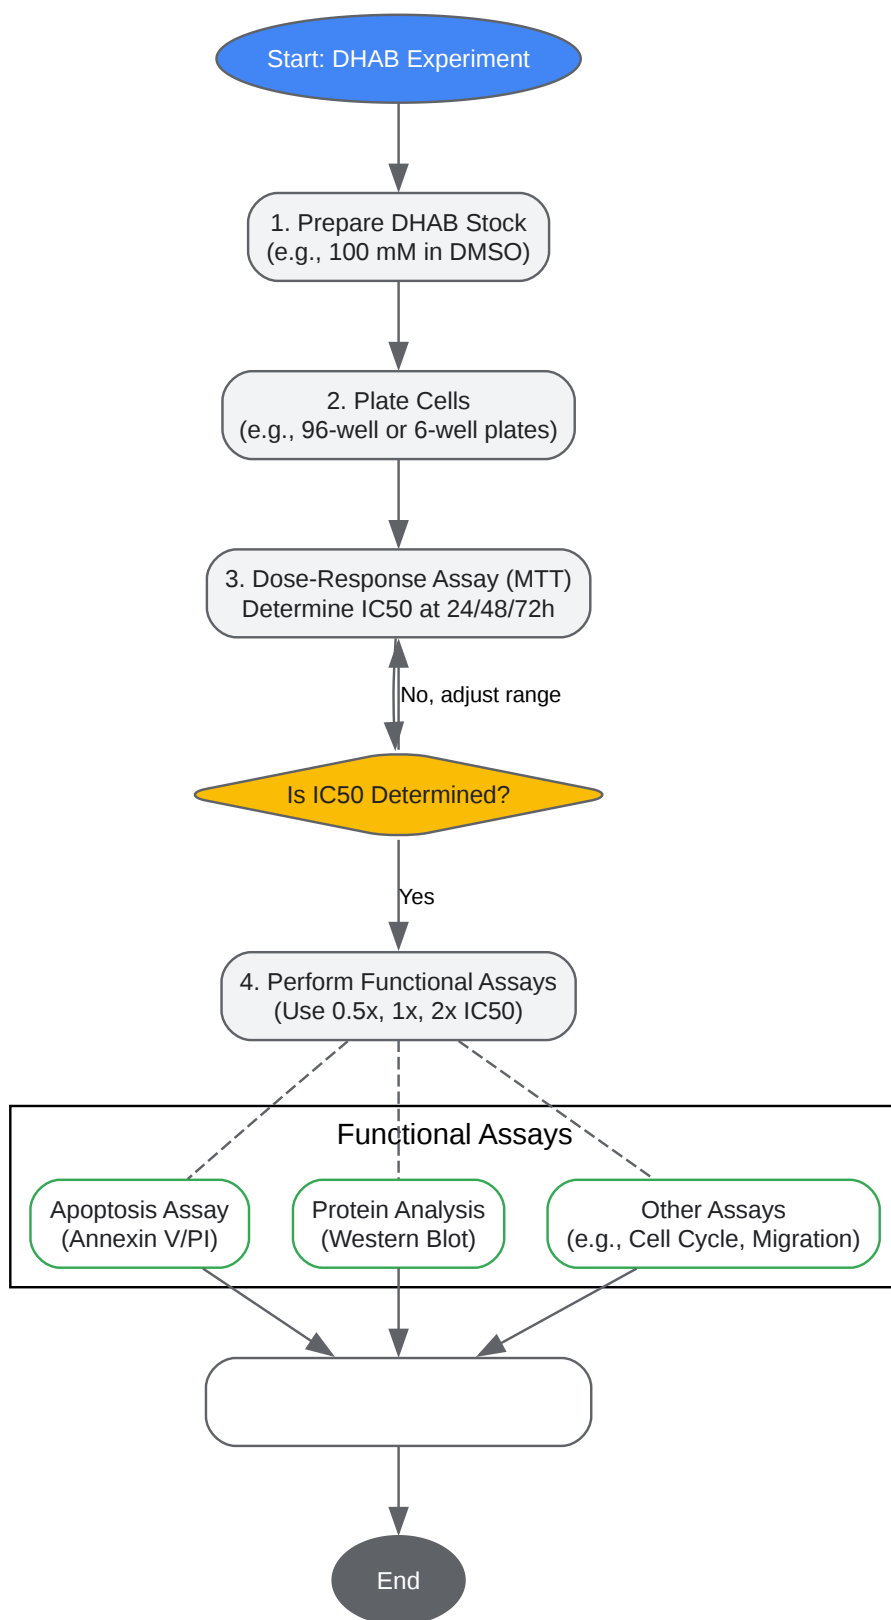 Start: DHAB Experiment
1. Prepare DHAB Stock
(e.g., 100 mM in DMSO)
2. Plate Cells
(e.g., 96-well or 6-well plates)
3. Dose-Response Assay (MTT)
Determine IC50 at 24/48/72h
No, adjust range
Is IC50 Determined?
Yes
4. Perform Functional Assays
(Use 0.5x, 1x, 2x IC50)
Functional Assays
Apoptosis Assay
(Annexin V/PI)
Protein Analysis
(Western Blot)
Other Assays
(e.g., Cell Cycle, Migration)
End